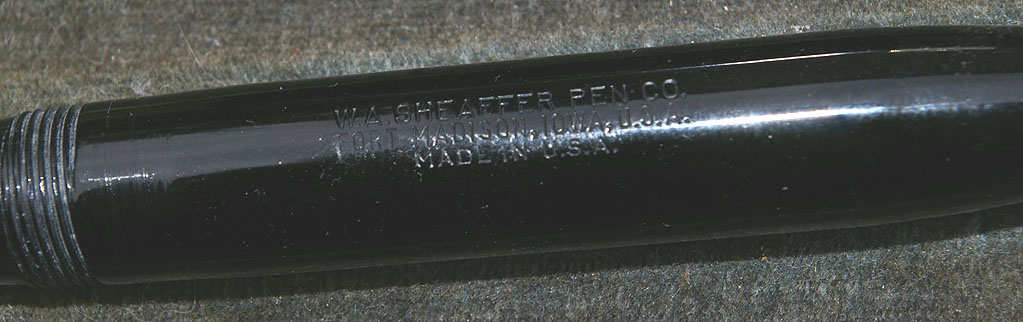 W.A. SHEAFFER PEN CO.
FORT MADISON, IOWA, U.S.A.
MADE IN U.S.A.